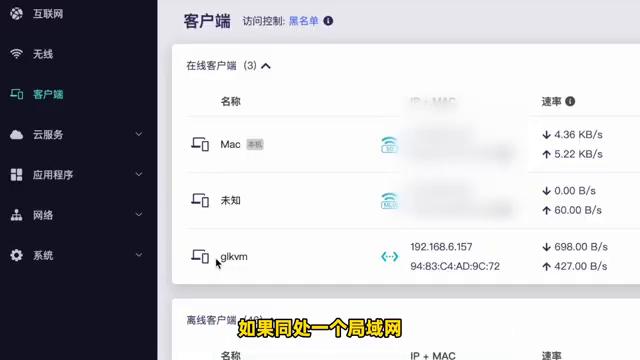 互联网
无线
客户端
云服务
应用程序
网络
系统
客户端 访问控制: 黑名单
在线客户端 (3)
名称 IP + MAC 速率
Mac 本机
4.36 KB/s
5.22 KB/s
未知
0.00 B/s
60.00 B/s
glkvm
192.168.6.157
94:83:C4:AD:9C:72
698.00 B/s
427.00 B/s
离线客户端
如果同处一个局域网
名称 IP + MAC 速率